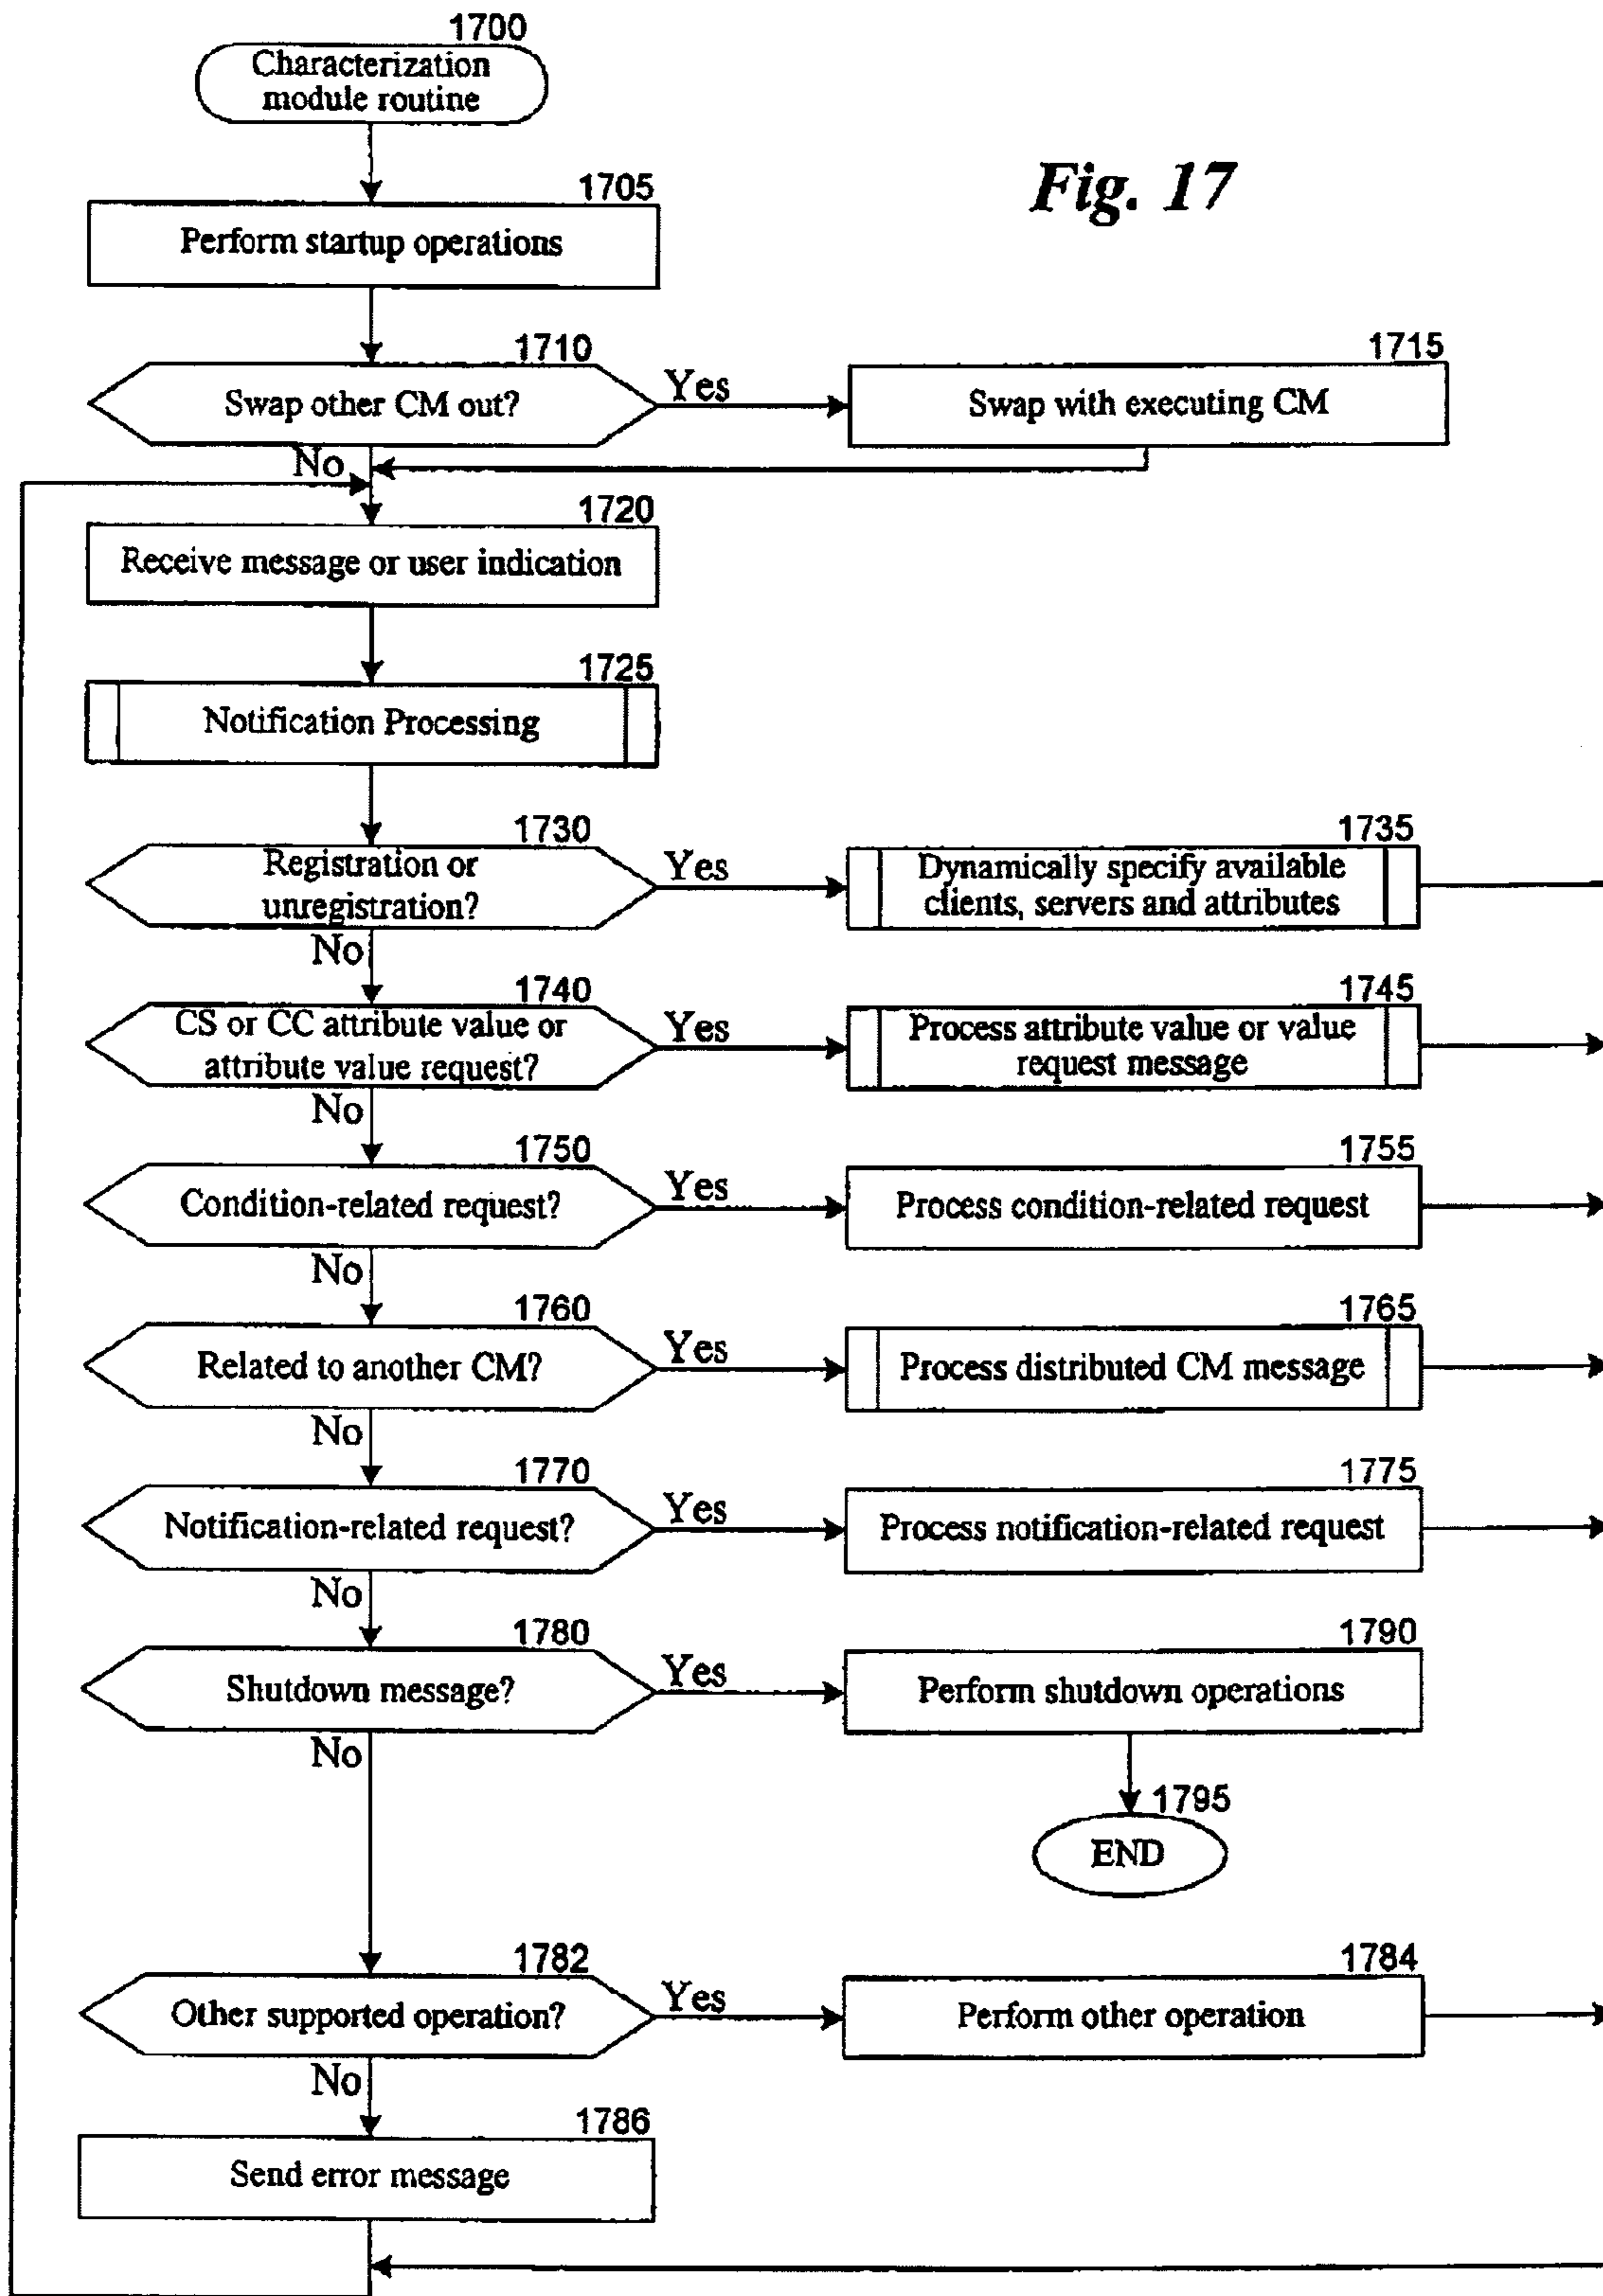 1700
Characterization
module routine
Fig. 17
1705
Perform startup operations
1710
Swap other CM out?
Yes
1715
Swap with executing CM
No
1720
Receive message or user indication
1725
Notification Processing
1730
Registration or
unregistration?
Yes
1735
Dynamically specify available
clients, servers and attributes
No
1740
CS or CC attribute value or
attribute value request?
Yes
1745
Process attribute value or value
request message
No
1750
Condition-related request?
Yes
1755
Process condition-related request
No
1760
Related to another CM?
Yes
1765
Process distributed CM message
No
1770
Notification-related request?
Yes
1775
Process notification-related request
No
1780
Shutdown message?
Yes
1790
Perform shutdown operations
No
1795
END
1782
Other supported operation?
Yes
1784
Perform other operation
No
1786
Send error message